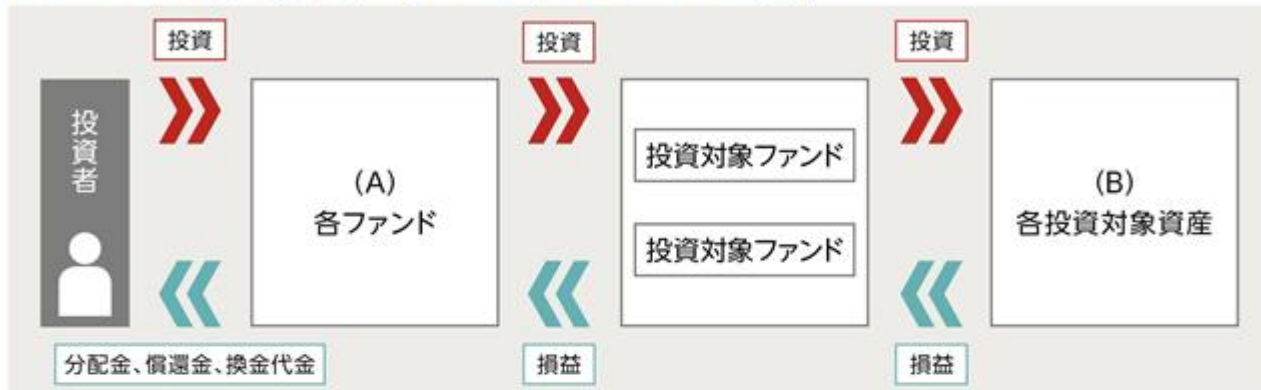 投資
投資
投資
投資者
(A)
各ファンド
投資対象ファンド
投資対象ファンド
(B)
各投資対象資産
分配金、償還金、換金代金
損益
損益